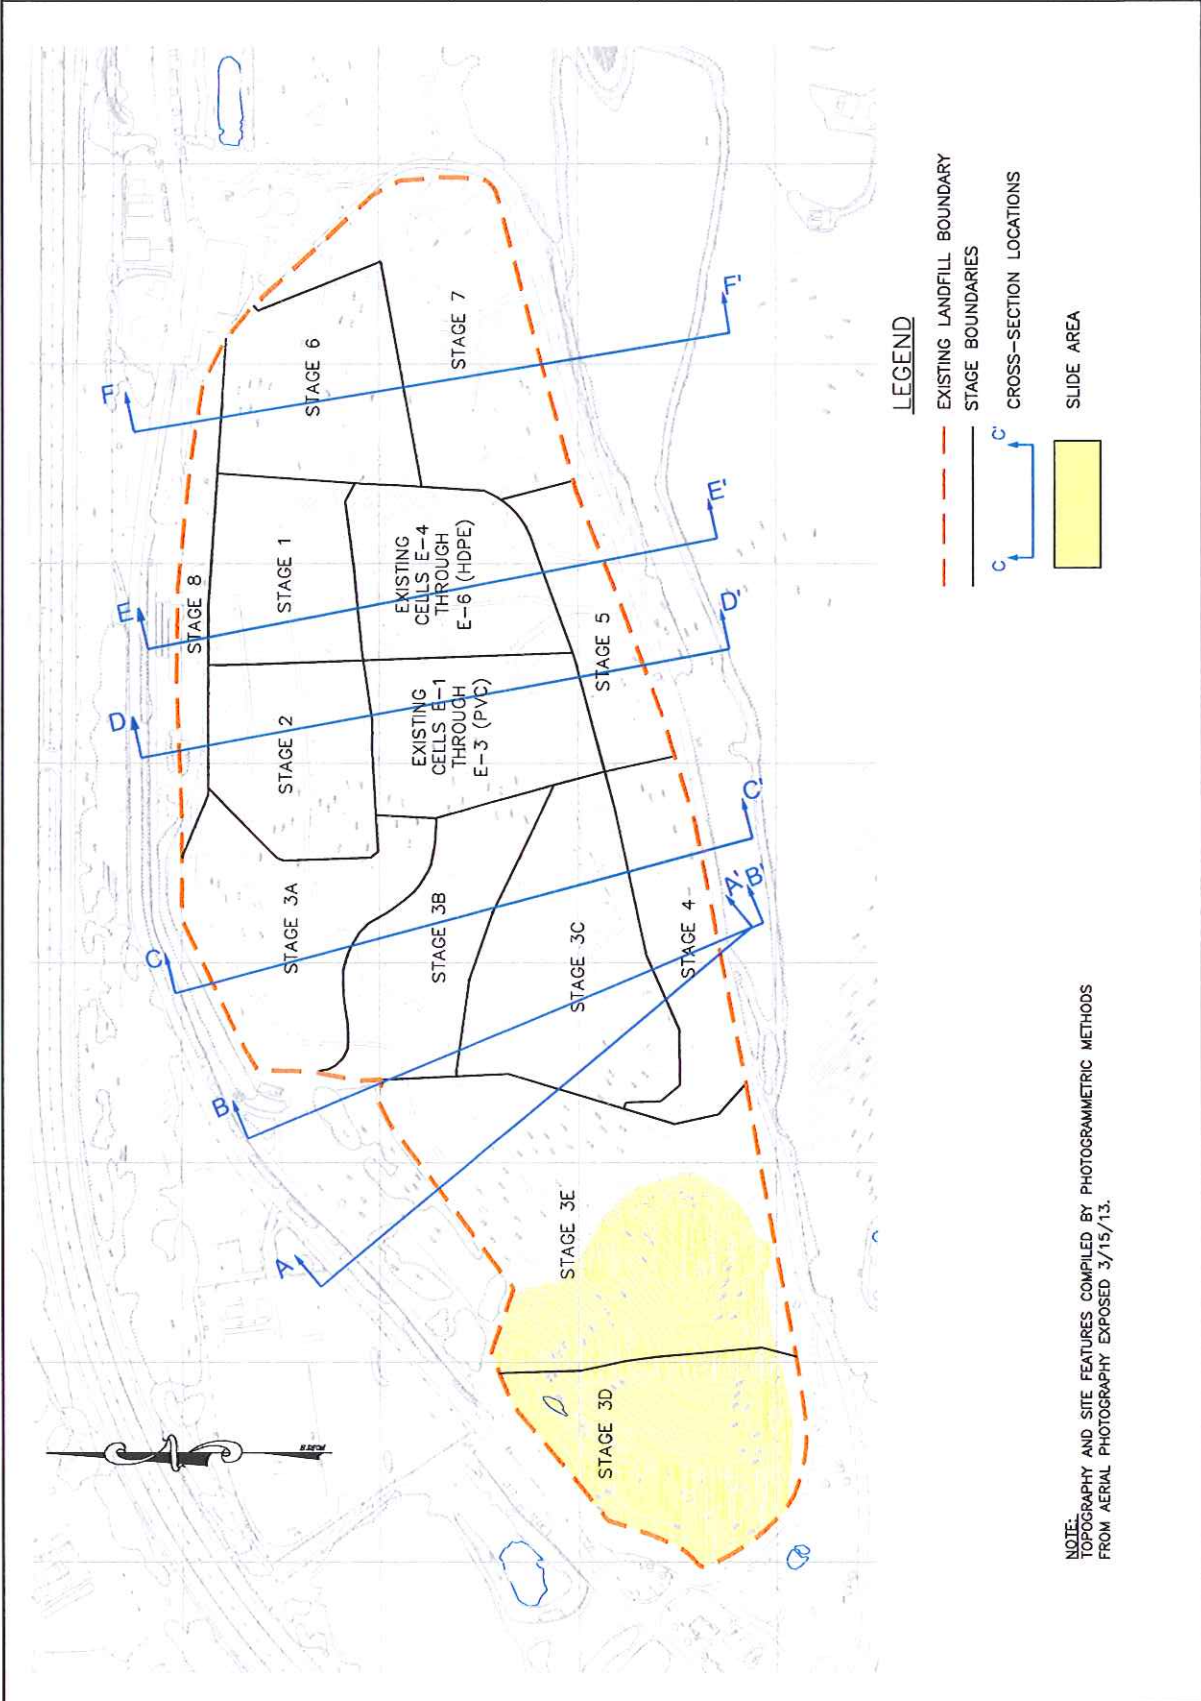 F
F'
E
E'
D
D'
C
C'
B
B'
A
A'
STAGE 8
STAGE 6
STAGE 7
STAGE 1
EXISTING
CELLS E-4
THROUGH
E-6 (HDPE)
STAGE 2
EXISTING
CELLS E-1
THROUGH
E-3 (PVC)
STAGE 5
STAGE 3A
STAGE 3B
STAGE 3C
STAGE 4
STAGE 3E
STAGE 3D
LEGEND
EXISTING LANDFILL BOUNDARY
STAGE BOUNDARIES
C C'
CROSS-SECTION LOCATIONS
SLIDE AREA
NOTE:
TOPOGRAPHY AND SITE FEATURES COMPILED BY PHOTOGRAMMETRIC METHODS
FROM AERIAL PHOTOGRAPHY EXPOSED 3/15/13.